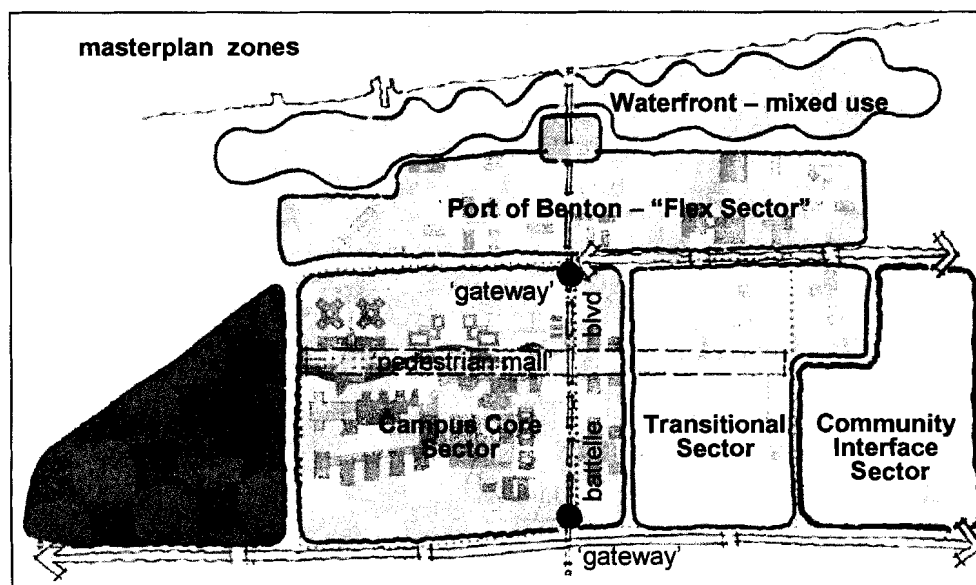 masterplan zones
Waterfront – mixed use
Port of Benton – "Flex Sector"
'gateway'
battelle blvd
'pedestrian mall'
Campus Core
Sector
Transitional
Sector
Community
Interface
Sector
'gateway'